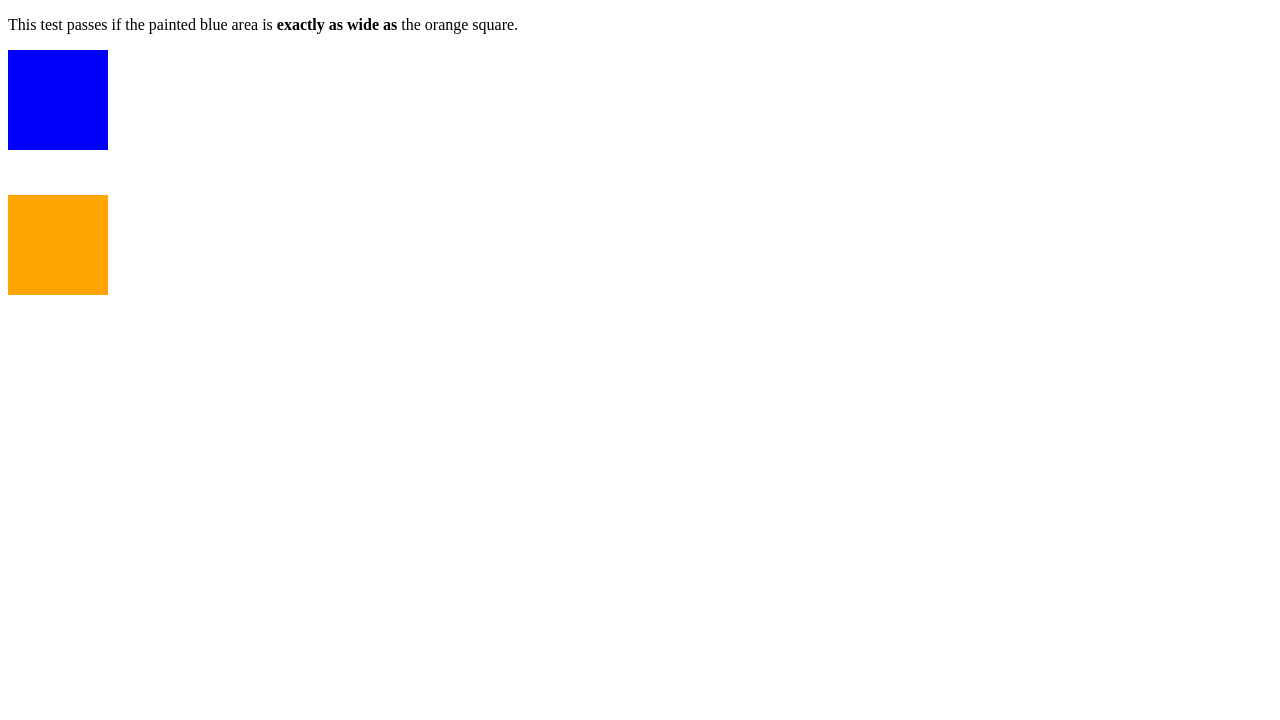 This test passes if the painted blue area is exactly as wide as the orange square.